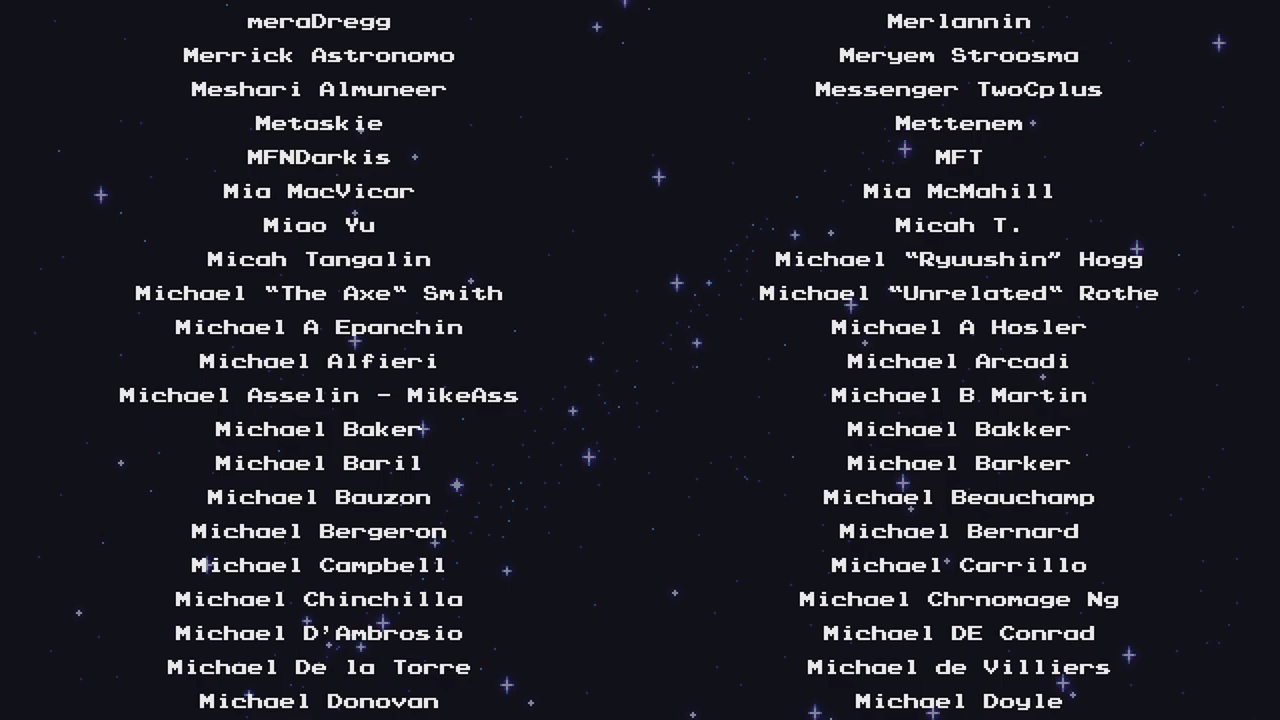 meraDregg
Merlannin
Merrick Astronomo
Meryem Stroosma
Meshari Almuneer
Messenger TwoCplus
Metaskie
Mettenem
MFNDarkis
MFT
Mia MacVicar
Mia McMahill
Miao Yu
Micah T.
Micah Tangalin
Michael “Ryuushin” Hogg
Michael “The Axe“ Smith
Michael “Unrelated“ Rothe
Michael A Epanchin
Michael A Hosler
Michael Alfieri
Michael Arcadi
Michael Asselin - MikeAss
Michael B Martin
Michael Baker
Michael Bakker
Michael Baril
Michael Barker
Michael Bauzon
Michael Beauchamp
Michael Bergeron
Michael Bernard
Michael Campbell
Michael Carrillo
Michael Chinchilla
Michael Chrnomage Ng
Michael D’Ambrosio
Michael DE Conrad
Michael De la Torre
Michael de Villiers
Michael Donovan
Michael Doyle